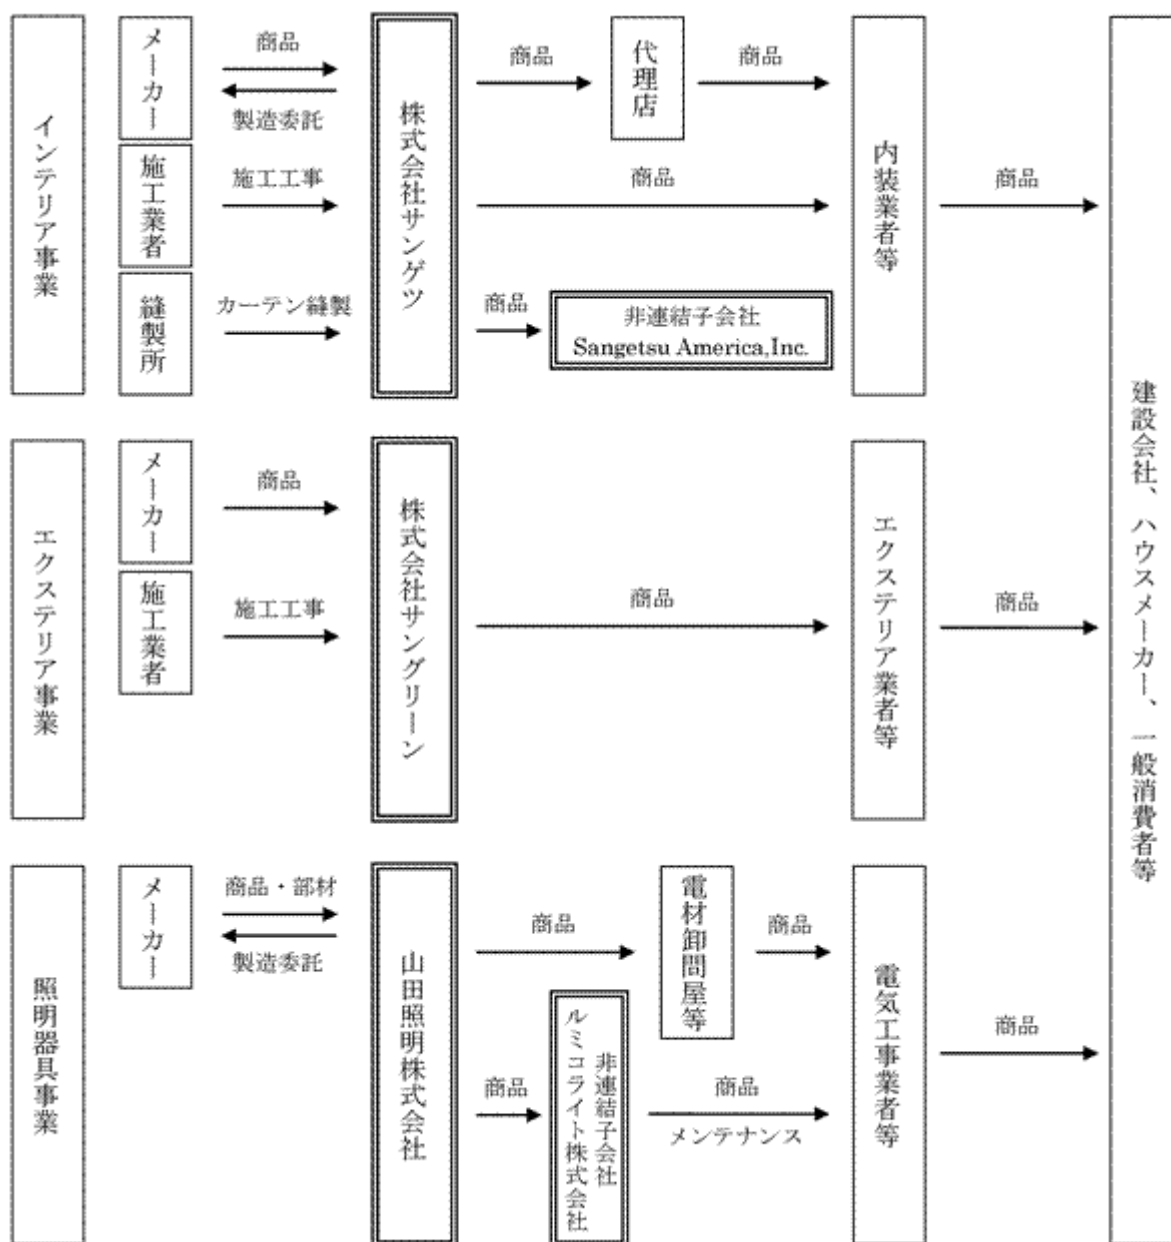 インテリア事業
メーカー
商品
製造委託
施工業者
施工工事
縫製所
カーテン縫製
株式会社サンゲツ
商品
代理店
商品
商品
商品
非連結子会社
Sangetsu America,Inc.
内装業者等
商品
エクステリア事業
メーカー
商品
施工業者
施工工事
株式会社サングリーン
商品
エクステリア業者等
商品
照明器具事業
メーカー
商品・部材
製造委託
山田照明株式会社
商品
電材卸問屋等
商品
商品
非連結子会社
ルミコライト株式会社
商品
メンテナンス
電気工事業者等
商品
建設会社、ハウスメーカー、一般消費者等